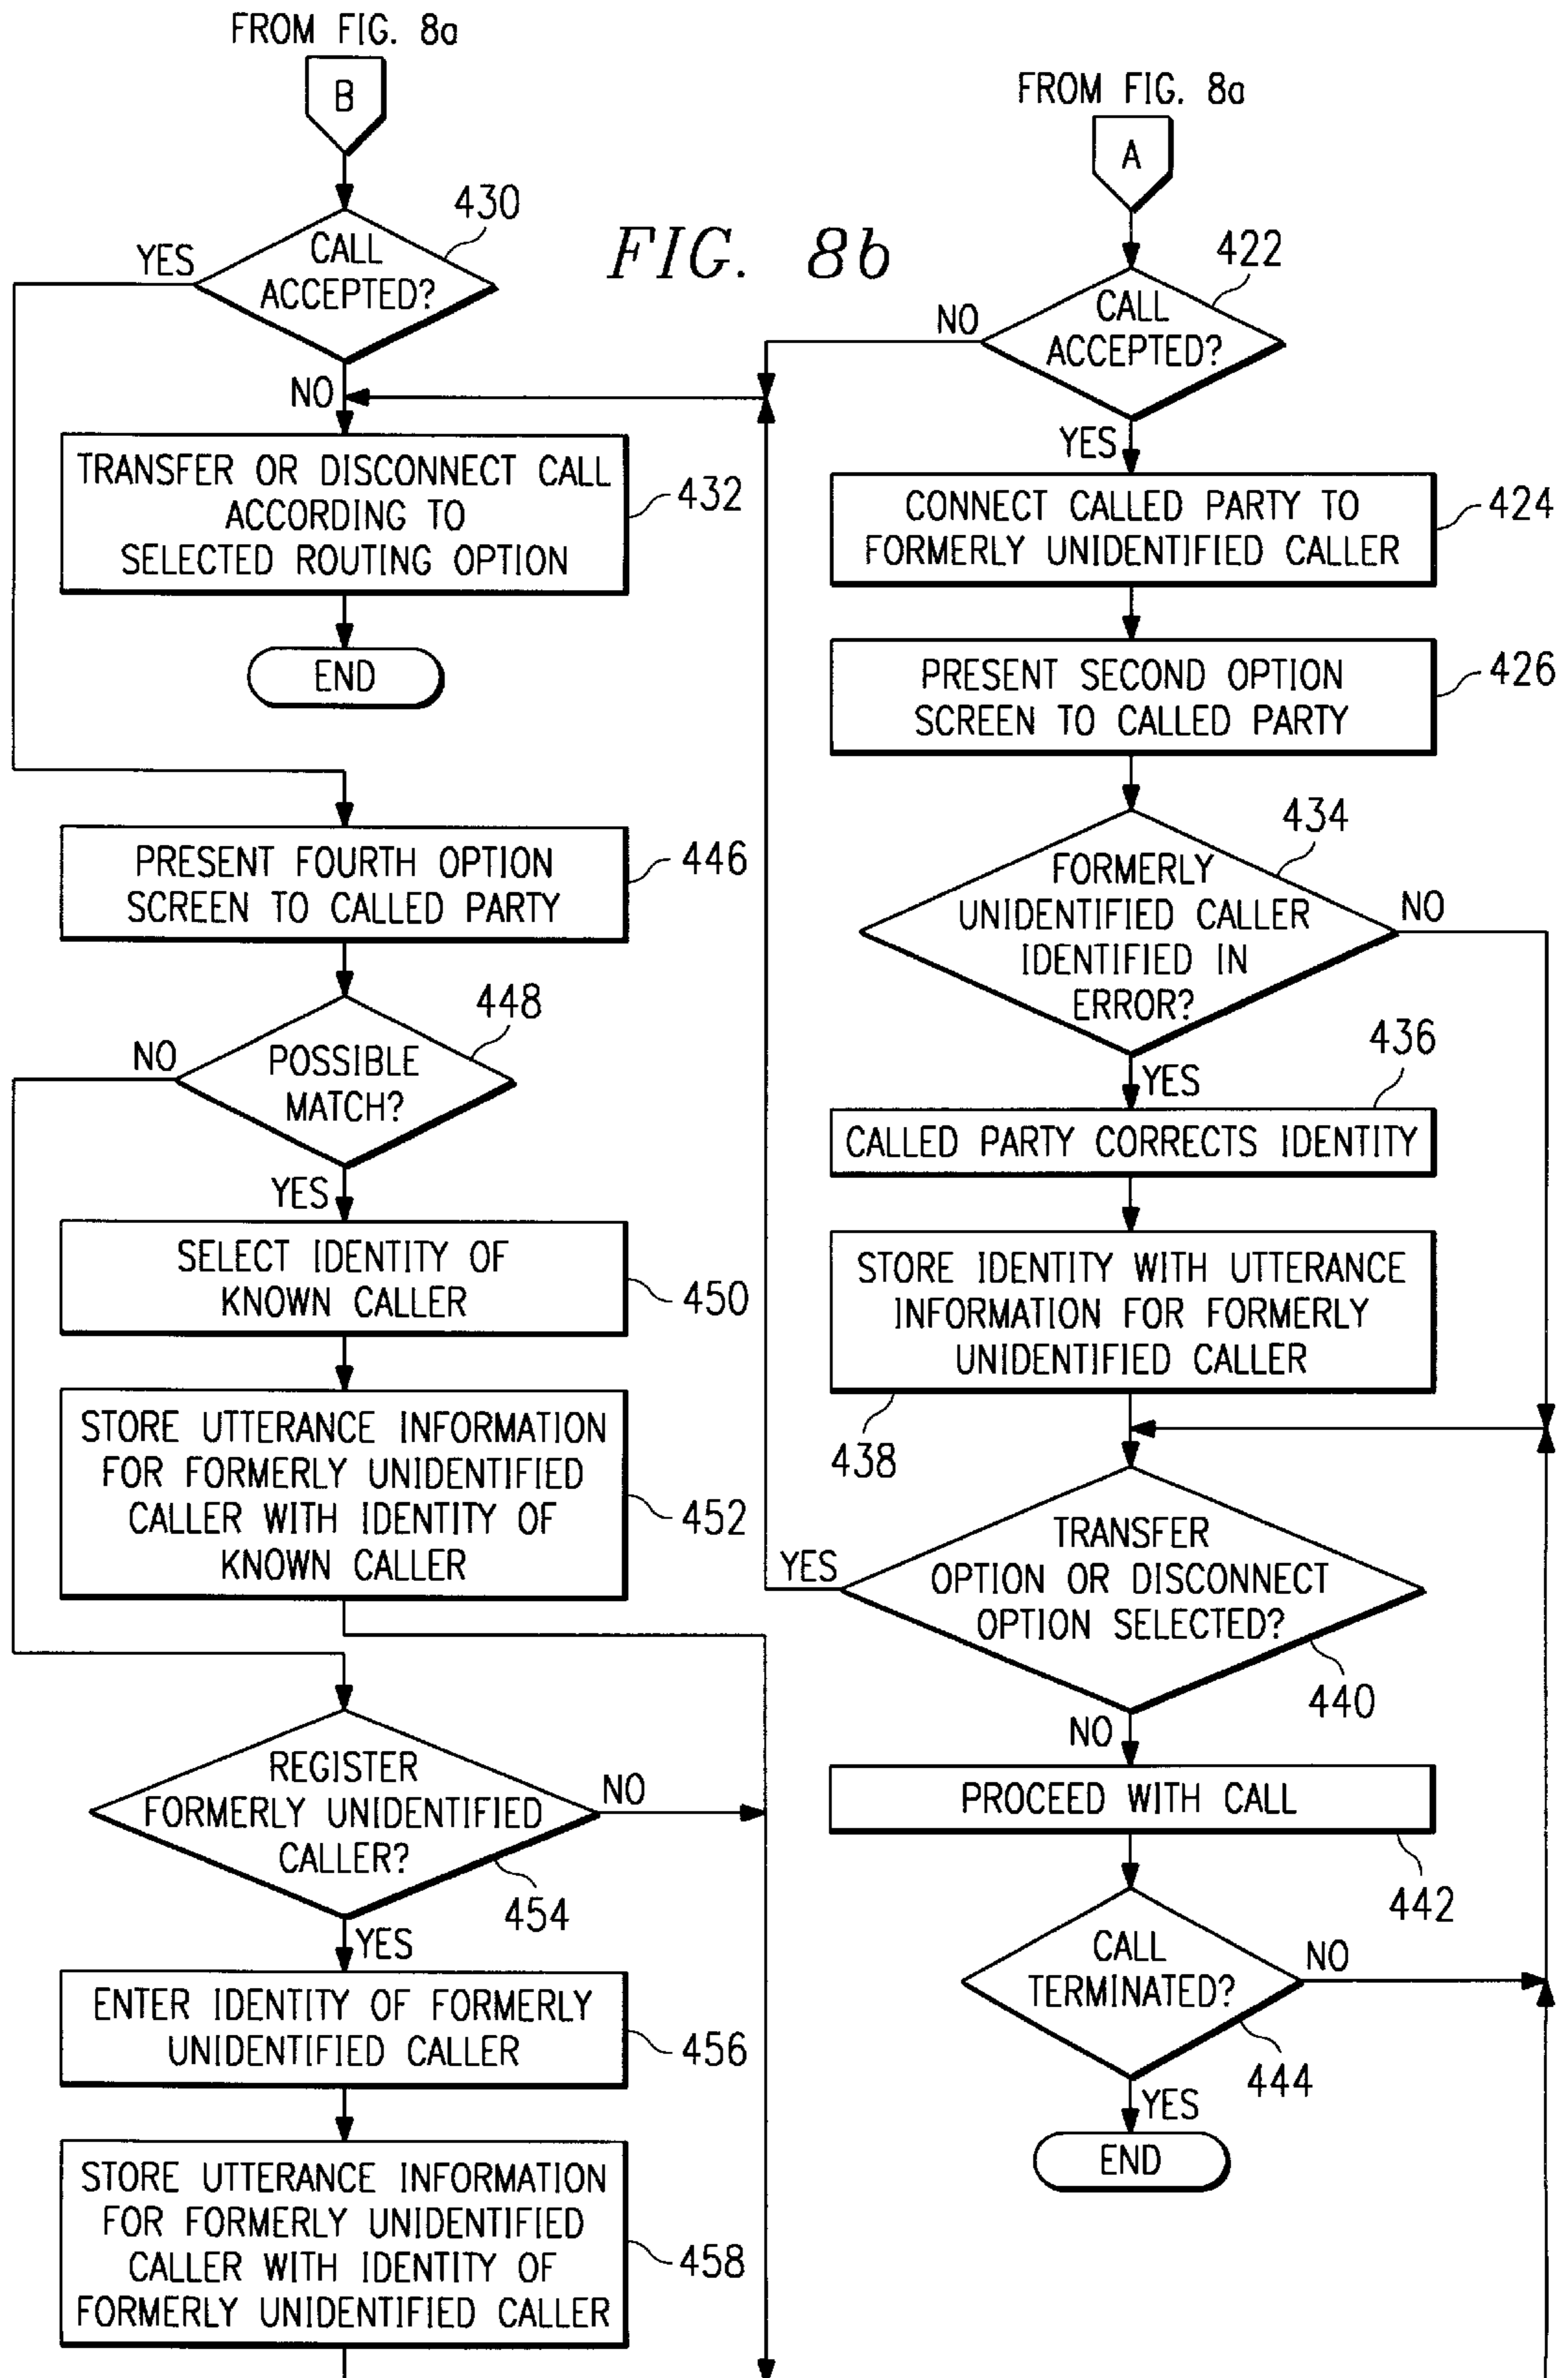 FROM FIG. 8a
B
430
CALL
ACCEPTED?
YES
NO
TRANSFER OR DISCONNECT CALL
ACCORDING TO
SELECTED ROUTING OPTION
432
END
PRESENT FOURTH OPTION
SCREEN TO CALLED PARTY
446
448
POSSIBLE
MATCH?
NO
YES
SELECT IDENTITY OF
KNOWN CALLER
450
STORE UTTERANCE INFORMATION
FOR FORMERLY UNIDENTIFIED
CALLER WITH IDENTITY OF
KNOWN CALLER
452
REGISTER
FORMERLY UNIDENTIFIED
CALLER?
NO
454
YES
ENTER IDENTITY OF FORMERLY
UNIDENTIFIED CALLER
456
STORE UTTERANCE INFORMATION
FOR FORMERLY UNIDENTIFIED
CALLER WITH IDENTITY OF
FORMERLY UNIDENTIFIED CALLER
458
FIG. 8b
FROM FIG. 8a
A
422
CALL
ACCEPTED?
NO
YES
CONNECT CALLED PARTY TO
FORMERLY UNIDENTIFIED CALLER
424
PRESENT SECOND OPTION
SCREEN TO CALLED PARTY
426
434
FORMERLY
UNIDENTIFIED CALLER
IDENTIFIED IN
ERROR?
NO
YES
436
CALLED PARTY CORRECTS IDENTITY
STORE IDENTITY WITH UTTERANCE
INFORMATION FOR FORMERLY
UNIDENTIFIED CALLER
438
TRANSFER
OPTION OR DISCONNECT
OPTION SELECTED?
YES
440
NO
PROCEED WITH CALL
442
CALL
TERMINATED?
NO
444
YES
END